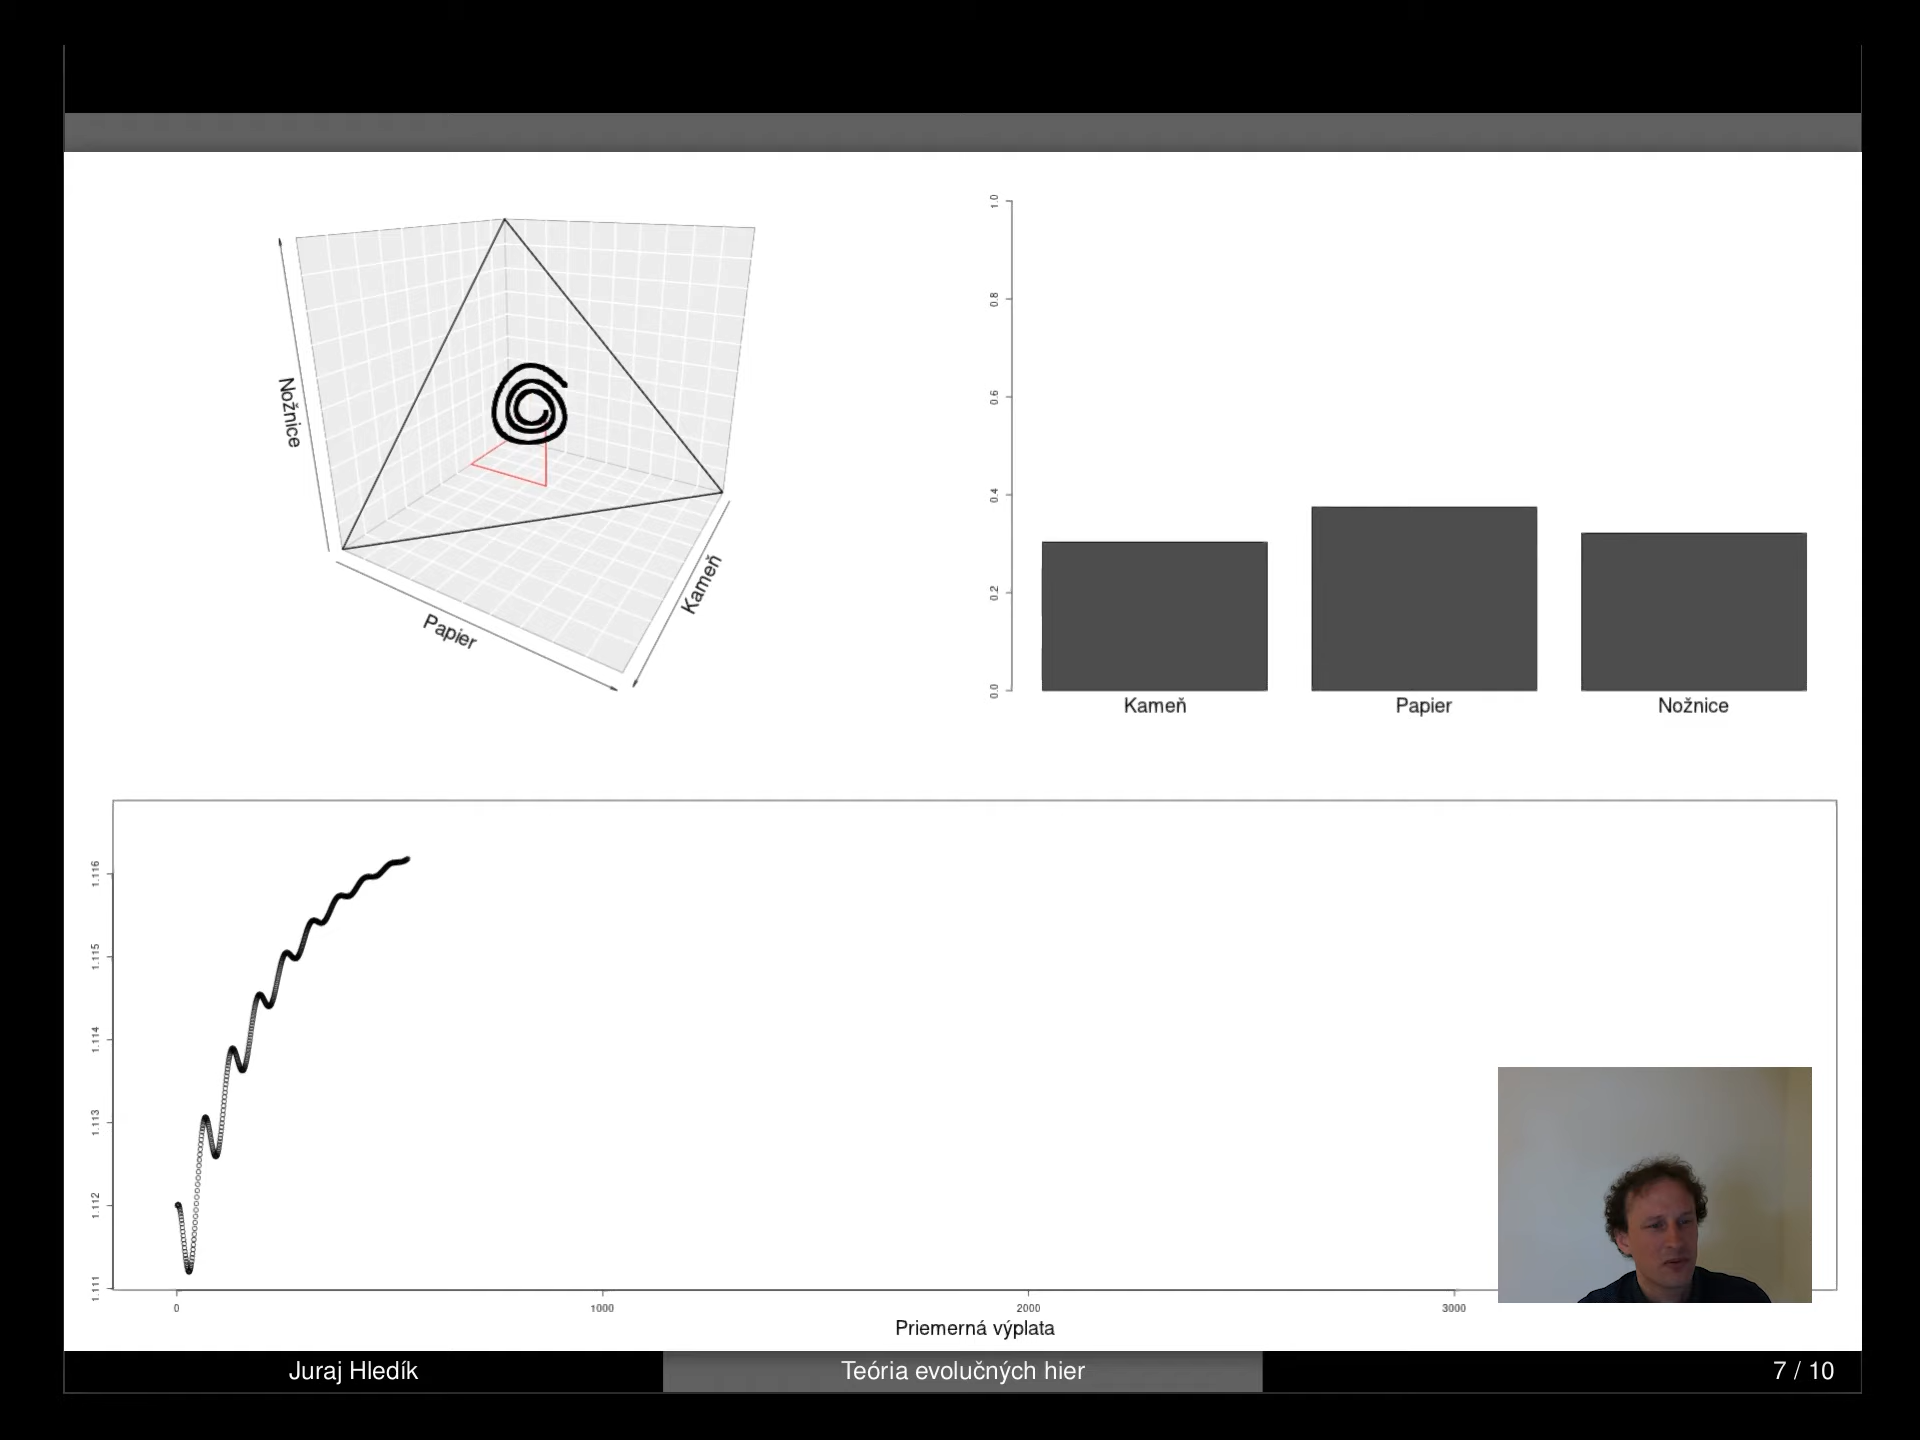 Nožnice
Papier
Kameň
1.0
0.8
0.6
0.4
0.2
0.0
Kameň Papier Nožnice
1.116
1.115
1.114
1.113
1.112
1.111
0 1000 2000 3000
Priemerná výplata
Juraj Hledík Teória evolučných hier 7 / 10